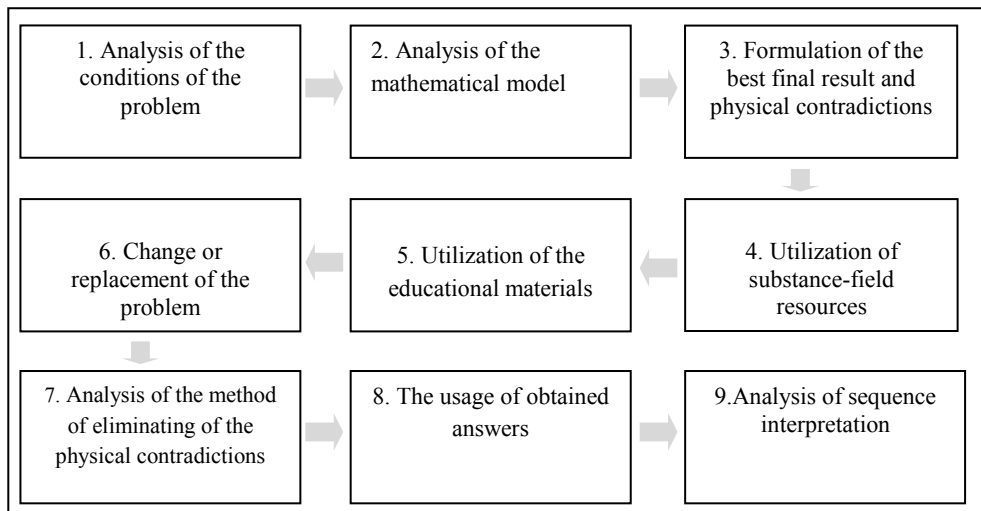 1. Analysis of the
conditions of the
problem
2. Analysis of the
mathematical model
3. Formulation of the
best final result and
physical contradictions
4. Utilization of
substance-field
resources
5. Utilization of the
educational materials
6. Change or
replacement of the
problem
7. Analysis of the method
of eliminating of the
physical contradictions
8. The usage of obtained
answers
9.Analysis of sequence
interpretation